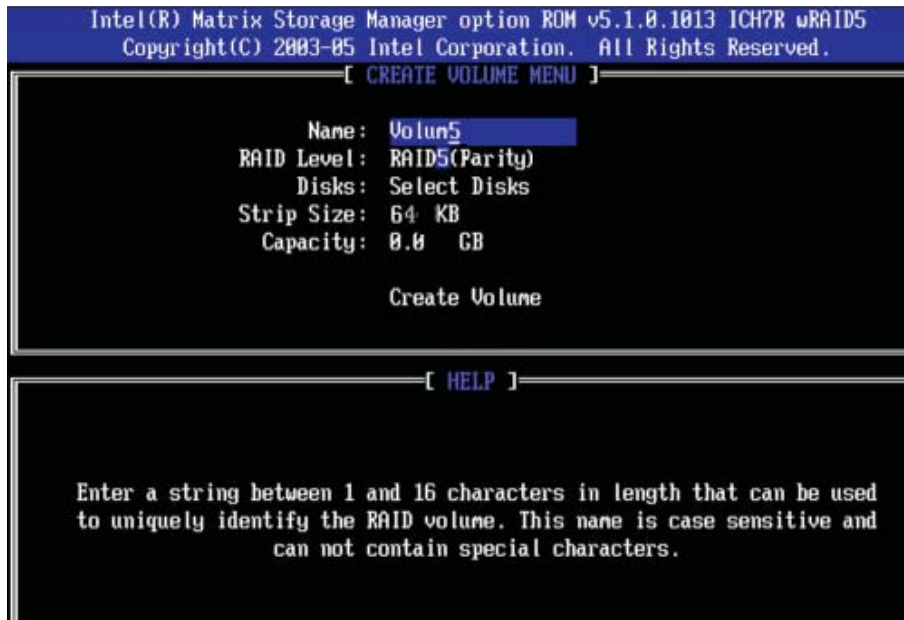 Intel(R) Matrix Storage Manager option ROM v5.1.0.1013 ICH7R wRAID5
Copyright(C) 2003-05 Intel Corporation. All Rights Reserved.
[ CREATE VOLUME MENU ]
Name: Volum5
RAID Level: RAID5(Parity)
Disks: Select Disks
Strip Size: 64 KB
Capacity: 0.0 GB
Create Volume
[ HELP ]
Enter a string between 1 and 16 characters in length that can be used
to uniquely identify the RAID volume. This name is case sensitive and
can not contain special characters.